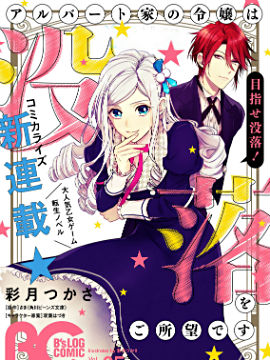 アルバート家の令嬢は
没落
をご所望です
目指せ没落!
コミカライズ
新連載
大人気乙女ゲーム
転生ノベル
彩月つかさ
B's-LOG COMIC